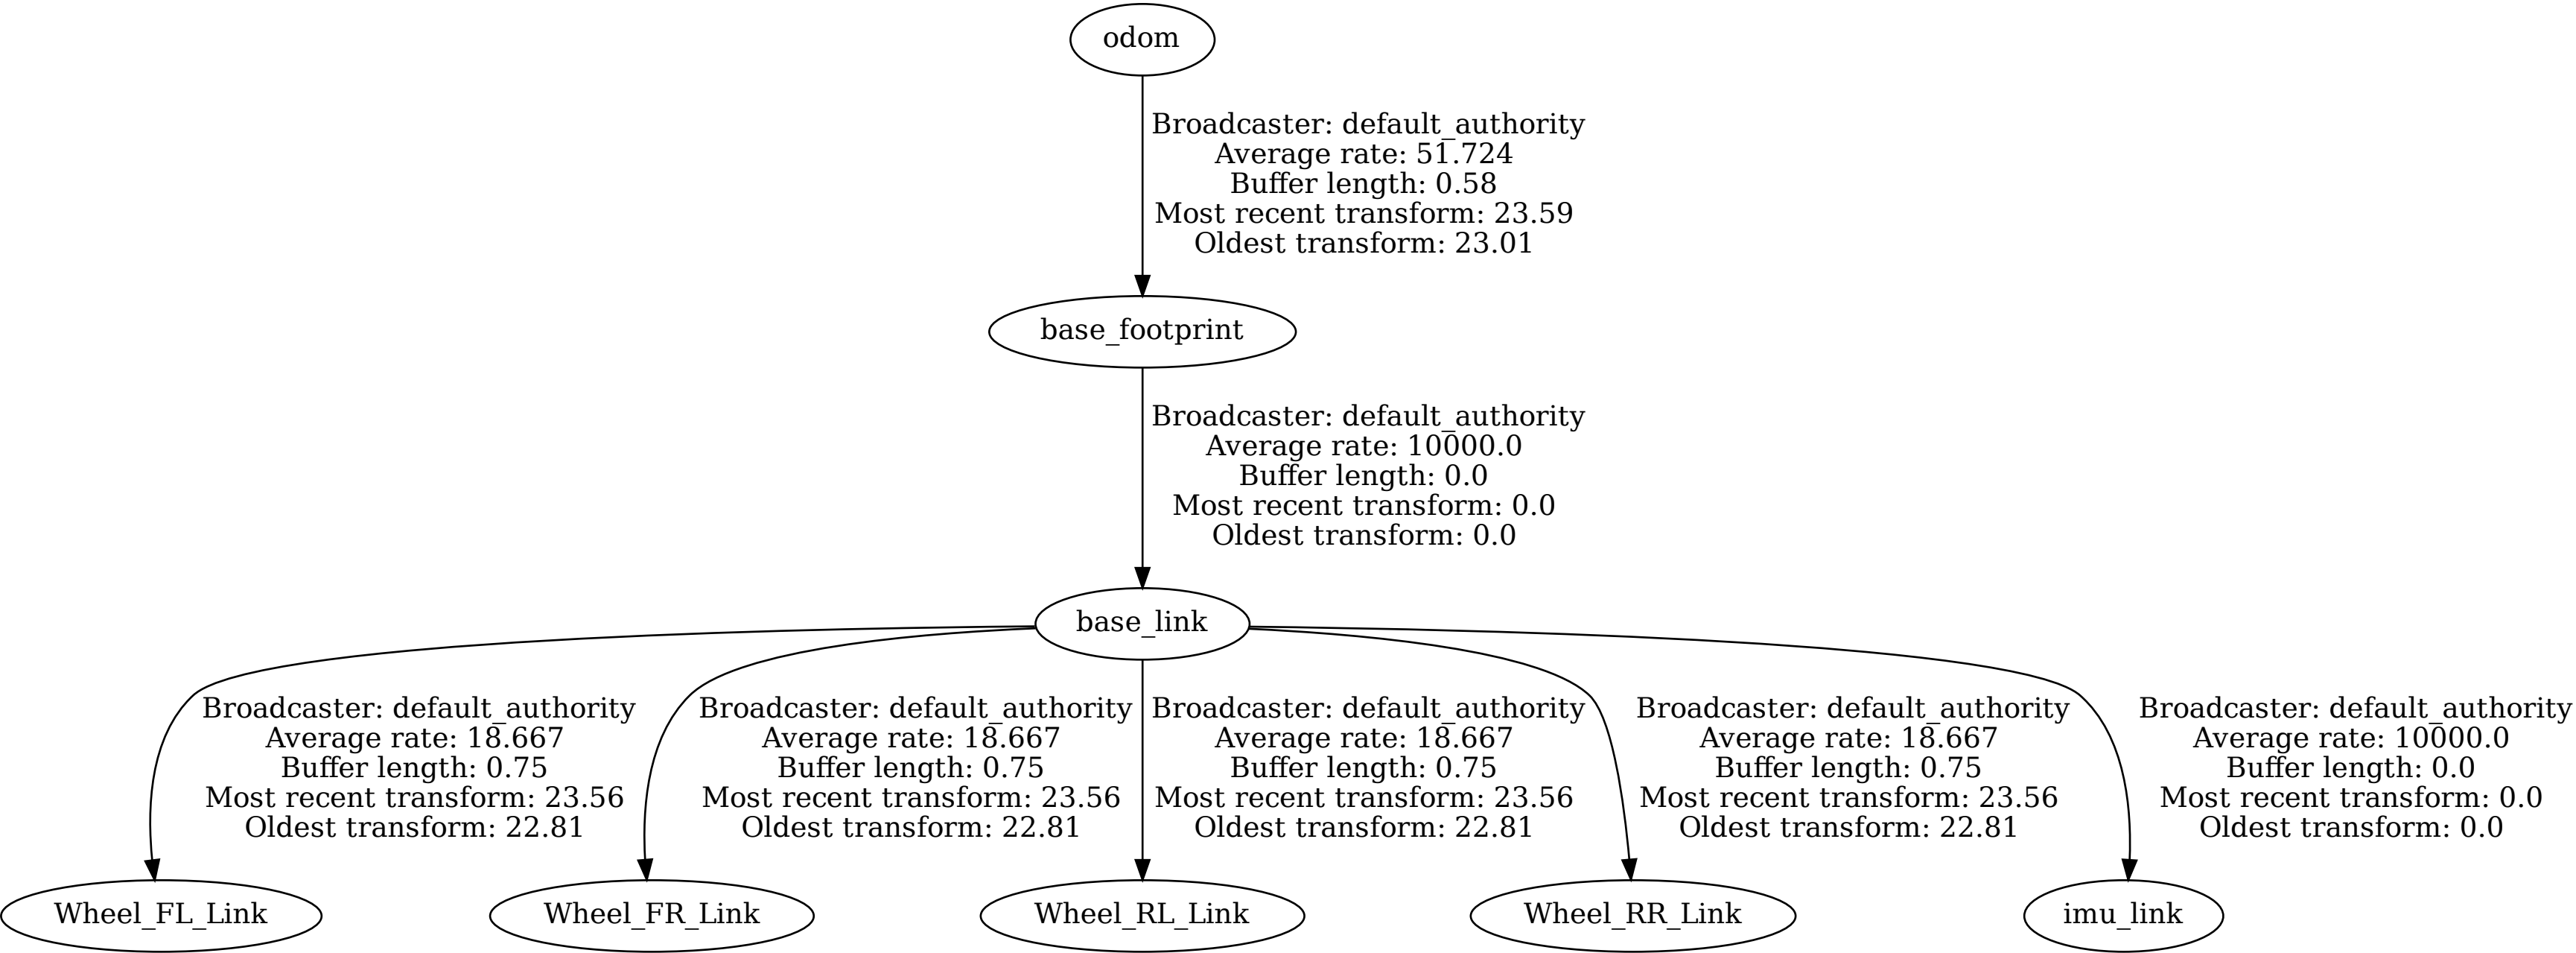 odom
Broadcaster: default_authority
Average rate: 51.724
Buffer length: 0.58
Most recent transform: 23.59
Oldest transform: 23.01
base_footprint
Broadcaster: default_authority
Average rate: 10000.0
Buffer length: 0.0
Most recent transform: 0.0
Oldest transform: 0.0
base_link
Broadcaster: default_authority
Average rate: 18.667
Buffer length: 0.75
Most recent transform: 23.56
Oldest transform: 22.81
Broadcaster: default_authority
Average rate: 18.667
Buffer length: 0.75
Most recent transform: 23.56
Oldest transform: 22.81
Broadcaster: default_authority
Average rate: 18.667
Buffer length: 0.75
Most recent transform: 23.56
Oldest transform: 22.81
Broadcaster: default_authority
Average rate: 18.667
Buffer length: 0.75
Most recent transform: 23.56
Oldest transform: 22.81
Broadcaster: default_authority
Average rate: 10000.0
Buffer length: 0.0
Most recent transform: 0.0
Oldest transform: 0.0
Wheel_FL_Link
Wheel_FR_Link
Wheel_RL_Link
Wheel_RR_Link
imu_link